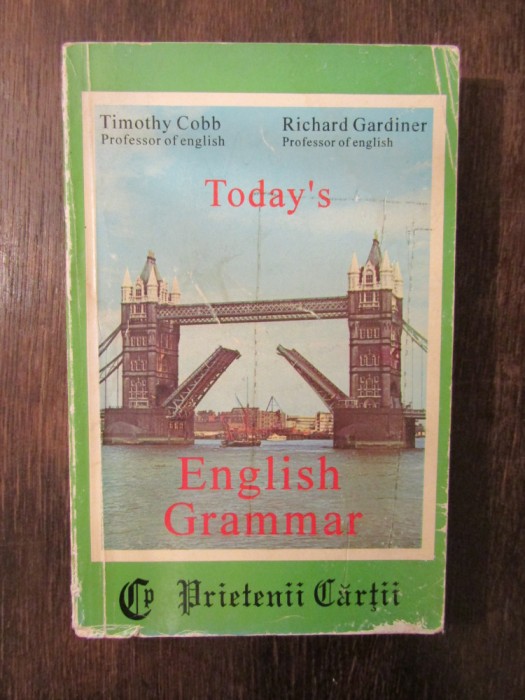 Timothy Cobb
Professor of english
Richard Gardiner
Professor of english
Today's
English
Grammar
Cp Prietenii Cărţii